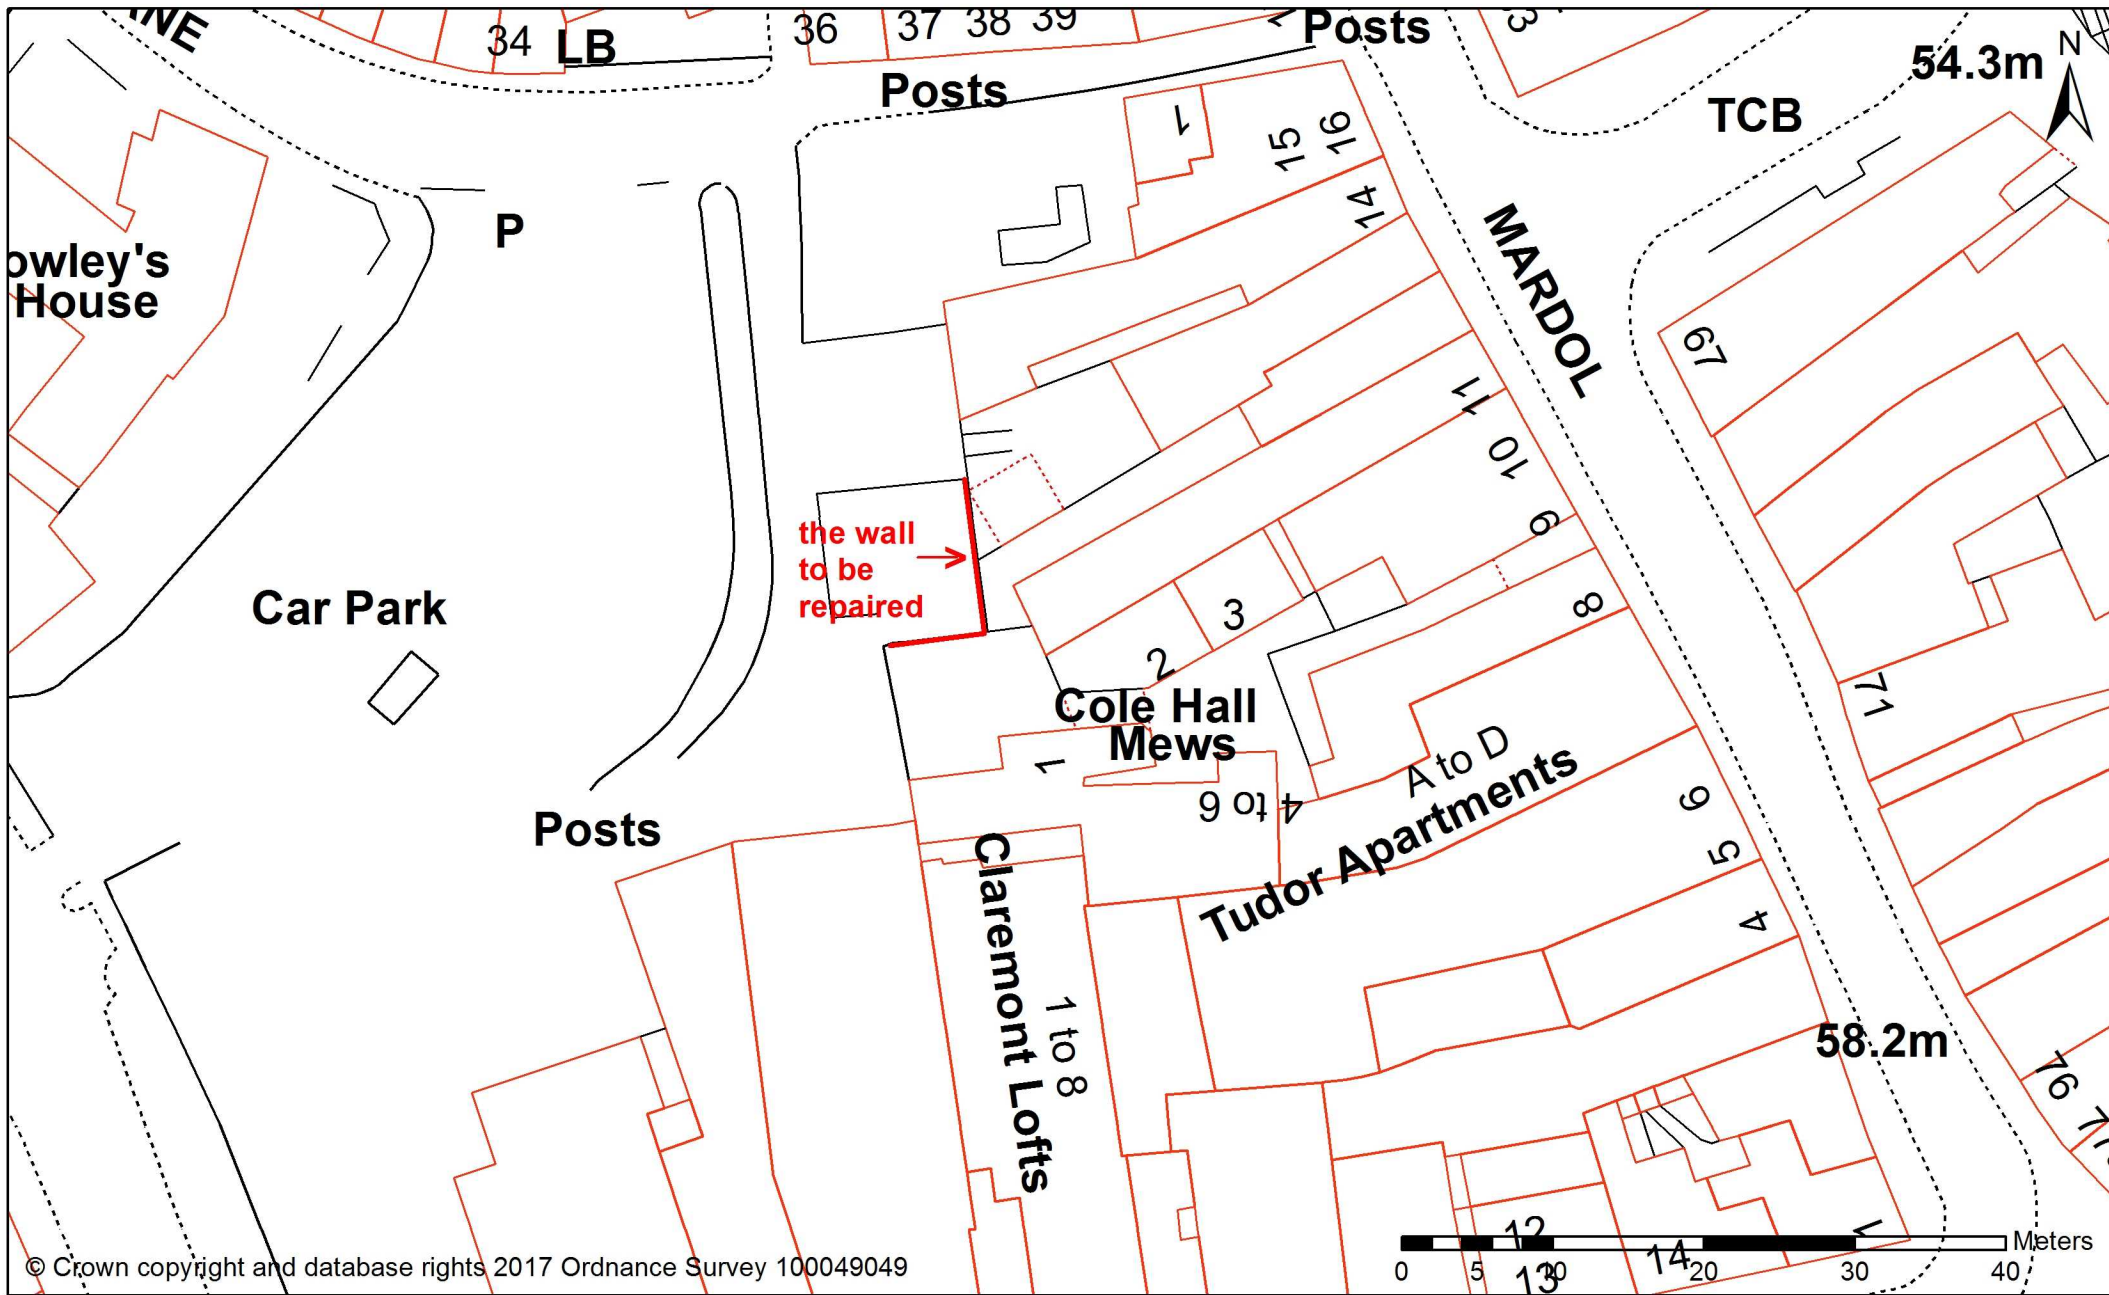 34
LB
36
37
38
39
Posts
Posts
54.3m
N
TCB
1
15
16
14
P
owley's
House
MARDOL
67
11
10
9
the wall
to be
repaired
Car Park
3
2
8
Cole Hall
Mews
71
1
4 to 6
A to D
Tudor Apartments
6
5
4
Posts
Claremont Lofts
1 to 8
58.2m
76
77
1
12
14
13
Meters
0 5 10 20 30 40
© Crown copyright and database rights 2017 Ordnance Survey 100049049